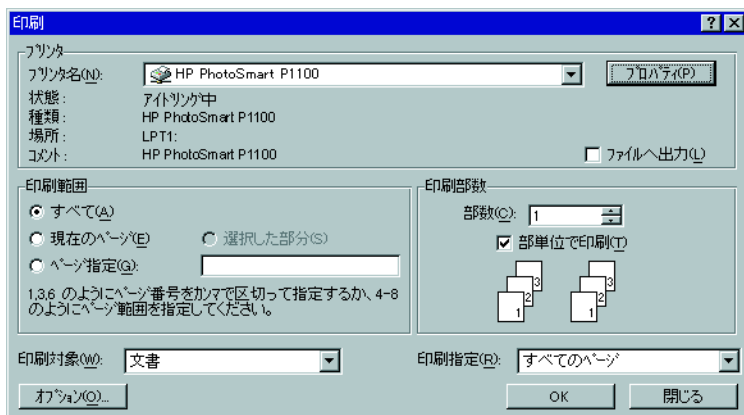 印刷
プリンタ
プリンタ名(N): HP PhotoSmart P1100 プロパティ(P)
状態: アイドリング中
種類: HP PhotoSmart P1100
場所: LPT1:
コメント: HP PhotoSmart P1100 ファイルへ出力(L)
印刷範囲
すべて(A)
現在のページ(E) 選択した部分(S)
ページ指定(G):
1,3,6 のようにページ番号をカンマで区切って指定するか、4-8
のようにページ範囲を指定してください。
印刷部数
部数(C): 1
部単位で印刷(T)
3 3
2 2
1 1
印刷対象(W): 文書 印刷指定(R): すべてのページ
オプション(O)... OK 閉じる